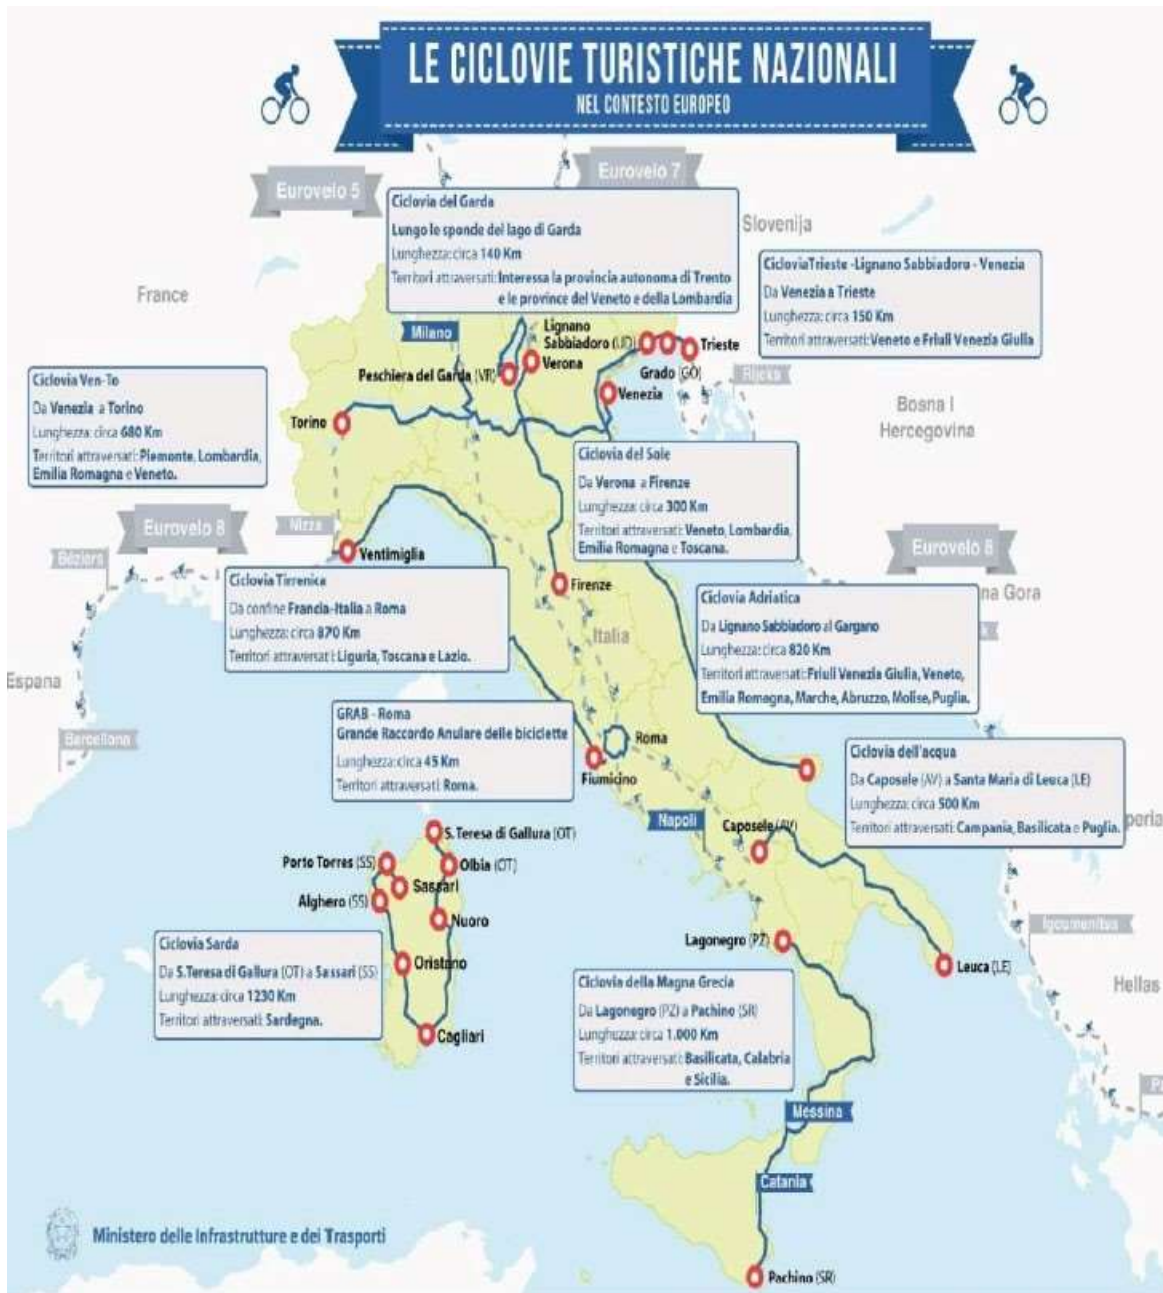 LE CICLOVIE TURISTICHE NAZIONALI
NEL CONTESTO EUROPEO
Eurovelo 5
Eurovelo 7
Slovenija
France
Ciclovia del Garda
Lungo le sponde del lago di Garda
Lunghezza: circa 140 Km
Territori attraversati: Interessa la provincia autonoma di Trento
e le province del Veneto e della Lombardia
CicloviaTrieste -Lignano Sabbiadoro - Venezia
Da Venezia a Trieste
Lunghezza: circa 150 Km
Territori attraversati: Veneto e Friuli Venezia Giulia
Milano
Lignano
Sabbiadoro (UD)
Trieste
Verona
Peschiera del Garda (VR)
Grado (GO)
Rijeka
Venezia
Ciclovia Ven-To
Da Venezia a Torino
Lunghezza: circa 680 Km
Territori attraversati: Piemonte, Lombardia,
Emilia Romagna e Veneto.
Torino
Bosna I
Hercegovina
Ciclovia del Sole
Da Verona a Firenze
Lunghezza: circa 300 Km
Territori attraversati: Veneto, Lombardia,
Emilia Romagna e Toscana.
Eurovelo 8
Nizza
Béziers
Ventimiglia
Eurovelo 8
na Gora
Ciclovia Tirrenica
Da confine Francia-Italia a Roma
Lunghezza: circa 870 Km
Territori attraversati: Liguria, Toscana e Lazio.
Firenze
Italia
Ciclovia Adriatica
Da Lignano Sabbiadoro al Gargano
Lunghezza: circa 820 Km
Territori attraversati: Friuli Venezia Giulia, Veneto,
Emilia Romagna, Marche, Abruzzo, Molise, Puglia.
Espana
Barcellona
GRAB - Roma
Grande Raccordo Anulare delle biciclette
Lunghezza: circa 45 Km
Territori attraversati: Roma.
Roma
Fiumicino
Ciclovia dell'acqua
Da Caposele (AV) a Santa Maria di Leuca (LE)
Lunghezza: circa 500 Km
Territori attraversati: Campania, Basilicata e Puglia.
peria
Napoli
Caposele (AV)
S. Teresa di Gallura (OT)
Porto Torres (SS)
Olbia (OT)
Sassari
Alghero (SS)
Nuoro
Igoumenitsa
Lagonegro (PZ)
Leuca (LE)
Hellas
Ciclovia Sarda
Da S.Teresa di Gallura (OT) a Sassari (SS)
Lunghezza: circa 1230 Km
Territori attraversati: Sardegna.
Oristano
Cagliari
Ciclovia della Magna Grecia
Da Lagonegro (PZ) a Pachino (SR)
Lunghezza: circa 1.000 Km
Territori attraversati: Basilicata, Calabria
e Sicilia.
Messina
Catania
Ministero delle Infrastrutture e dei Trasporti
Pachino (SR)